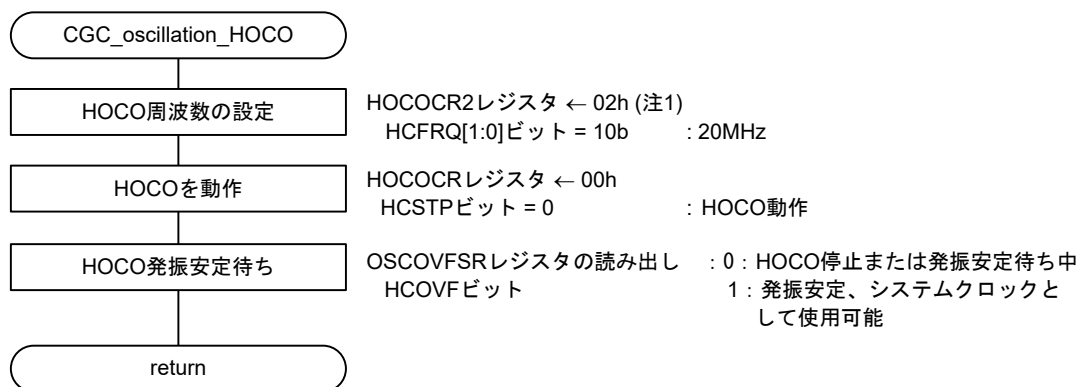 CGC_oscillation_HOCO
HOCO周波数の設定
HOCOCR2レジスタ ← 02h (注1)
HCFRQ[1:0]ビット = 10b : 20MHz
HOCOを動作
HOCOCRレジスタ ← 00h
HCSTPビット = 0 : HOCO動作
HOCO発振安定待ち
OSCOVFSRレジスタの読み出し : 0 : HOCO停止または発振安定待ち中
HCOVFビット 1 : 発振安定、システムクロックと
して使用可能
return